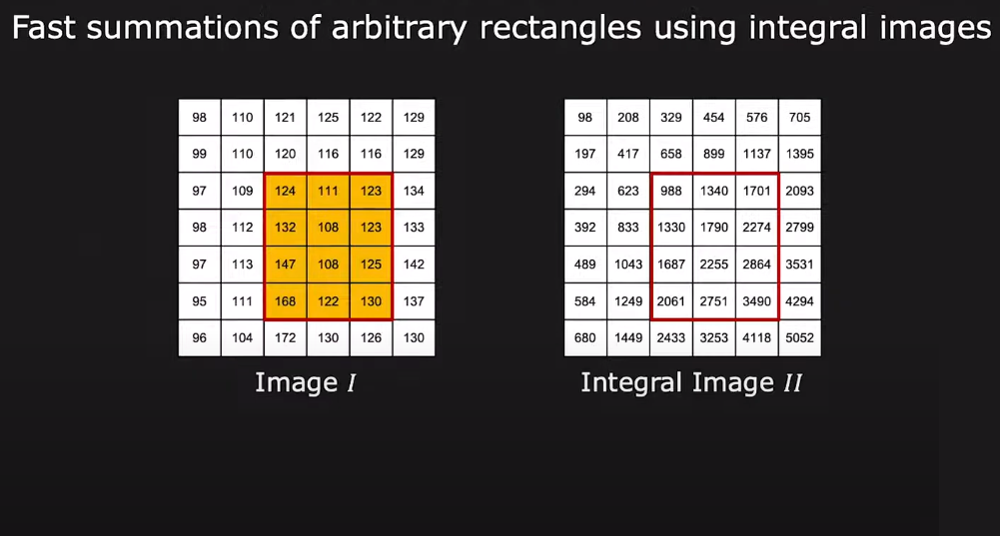 Fast summations of arbitrary rectangles using integral images
98 110 121 125 122 129
99 110 120 116 116 129
97 109 124 111 123 134
98 112 132 108 123 133
97 113 147 108 125 142
95 111 168 122 130 137
96 104 172 130 126 130
Image I
98 208 329 454 576 705
197 417 658 899 1137 1395
294 623 988 1340 1701 2093
392 833 1330 1790 2274 2799
489 1043 1687 2255 2864 3531
584 1249 2061 2751 3490 4294
680 1449 2433 3253 4118 5052
Integral Image II